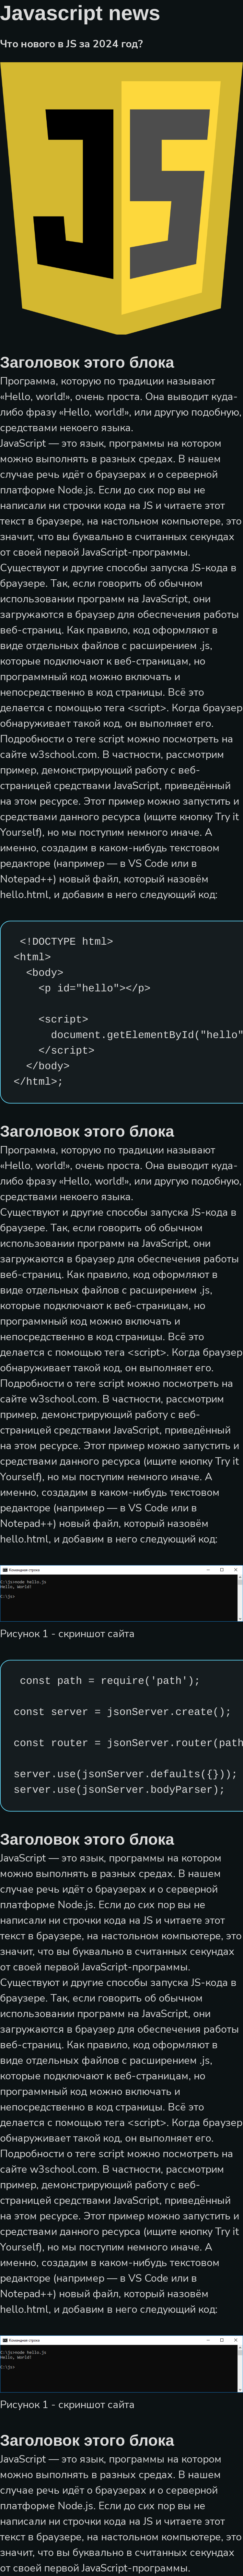 Javascript news
Что нового в JS за 2024 год?
JS
Заголовок этого блока
Программа, которую по традиции называют
«Hello, world!», очень проста. Она выводит куда-
либо фразу «Hello, world!», или другую подобную,
средствами некоего языка.
JavaScript — это язык, программы на котором
можно выполнять в разных средах. В нашем
случае речь идёт о браузерах и о серверной
платформе Node.js. Если до сих пор вы не
написали ни строчки кода на JS и читаете этот
текст в браузере, на настольном компьютере, это
значит, что вы буквально в считанных секундах
от своей первой JavaScript-программы.
Существуют и другие способы запуска JS-кода в
браузере. Так, если говорить об обычном
использовании программ на JavaScript, они
загружаются в браузер для обеспечения работы
веб-страниц. Как правило, код оформляют в
виде отдельных файлов с расширением .js,
которые подключают к веб-страницам, но
программный код можно включать и
непосредственно в код страницы. Всё это
делается с помощью тега <script>. Когда браузер
обнаруживает такой код, он выполняет его.
Подробности о теге script можно посмотреть на
сайте w3school.com. В частности, рассмотрим
пример, демонстрирующий работу с веб-
страницей средствами JavaScript, приведённый
на этом ресурсе. Этот пример можно запустить и
средствами данного ресурса (ищите кнопку Try it
Yourself), но мы поступим немного иначе. А
именно, создадим в каком-нибудь текстовом
редакторе (например — в VS Code или в
Notepad++) новый файл, который назовём
hello.html, и добавим в него следующий код:
<!DOCTYPE html>
<html>
<body>
<p id="hello"></p>
<script>
document.getElementById("hello"
</script>
</body>
</html>;
Заголовок этого блока
Программа, которую по традиции называют
«Hello, world!», очень проста. Она выводит куда-
либо фразу «Hello, world!», или другую подобную,
средствами некоего языка.
Существуют и другие способы запуска JS-кода в
браузере. Так, если говорить об обычном
использовании программ на JavaScript, они
загружаются в браузер для обеспечения работы
веб-страниц. Как правило, код оформляют в
виде отдельных файлов с расширением .js,
которые подключают к веб-страницам, но
программный код можно включать и
непосредственно в код страницы. Всё это
делается с помощью тега <script>. Когда браузер
обнаруживает такой код, он выполняет его.
Подробности о теге script можно посмотреть на
сайте w3school.com. В частности, рассмотрим
пример, демонстрирующий работу с веб-
страницей средствами JavaScript, приведённый
на этом ресурсе. Этот пример можно запустить и
средствами данного ресурса (ищите кнопку Try it
Yourself), но мы поступим немного иначе. А
именно, создадим в каком-нибудь текстовом
редакторе (например — в VS Code или в
Notepad++) новый файл, который назовём
hello.html, и добавим в него следующий код:
Командная строка
C:\js>node hello.js
Hello, World!
C:\js>
Рисунок 1 - скриншот сайта
const path = require('path');
const server = jsonServer.create();
const router = jsonServer.router(path
server.use(jsonServer.defaults({}));
server.use(jsonServer.bodyParser);
Заголовок этого блока
JavaScript — это язык, программы на котором
можно выполнять в разных средах. В нашем
случае речь идёт о браузерах и о серверной
платформе Node.js. Если до сих пор вы не
написали ни строчки кода на JS и читаете этот
текст в браузере, на настольном компьютере, это
значит, что вы буквально в считанных секундах
от своей первой JavaScript-программы.
Существуют и другие способы запуска JS-кода в
браузере. Так, если говорить об обычном
использовании программ на JavaScript, они
загружаются в браузер для обеспечения работы
веб-страниц. Как правило, код оформляют в
виде отдельных файлов с расширением .js,
которые подключают к веб-страницам, но
программный код можно включать и
непосредственно в код страницы. Всё это
делается с помощью тега <script>. Когда браузер
обнаруживает такой код, он выполняет его.
Подробности о теге script можно посмотреть на
сайте w3school.com. В частности, рассмотрим
пример, демонстрирующий работу с веб-
страницей средствами JavaScript, приведённый
на этом ресурсе. Этот пример можно запустить и
средствами данного ресурса (ищите кнопку Try it
Yourself), но мы поступим немного иначе. А
именно, создадим в каком-нибудь текстовом
редакторе (например — в VS Code или в
Notepad++) новый файл, который назовём
hello.html, и добавим в него следующий код:
Командная строка
C:\js>node hello.js
Hello, World!
C:\js>
Рисунок 1 - скриншот сайта
Заголовок этого блока
JavaScript — это язык, программы на котором
можно выполнять в разных средах. В нашем
случае речь идёт о браузерах и о серверной
платформе Node.js. Если до сих пор вы не
написали ни строчки кода на JS и читаете этот
текст в браузере, на настольном компьютере, это
значит, что вы буквально в считанных секундах
от своей первой JavaScript-программы.